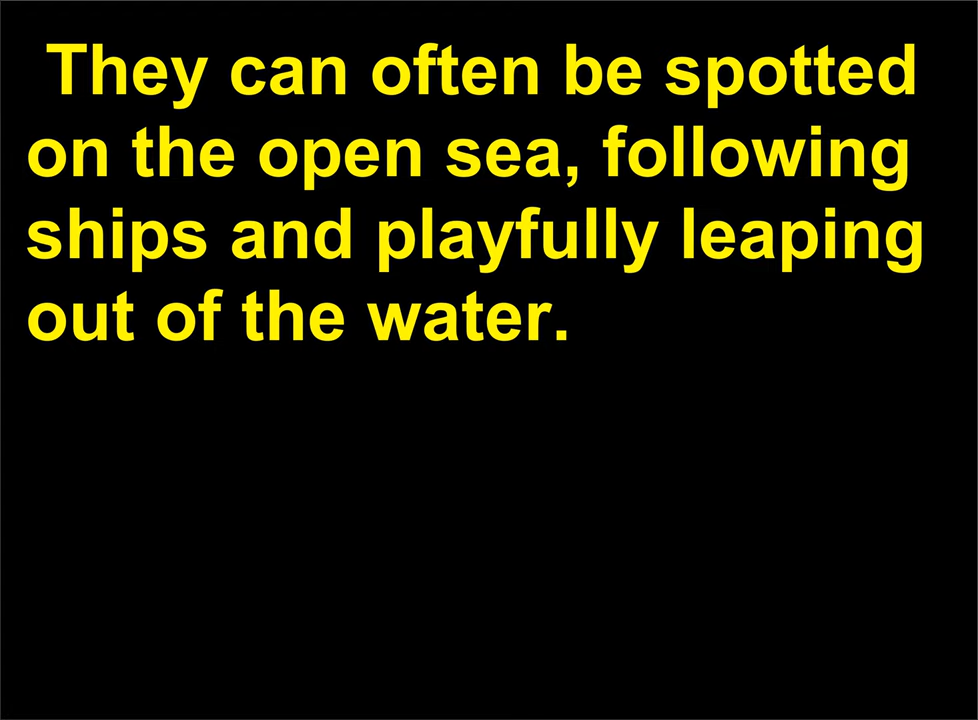 They can often be spotted
on the open sea, following
ships and playfully leaping
out of the water.